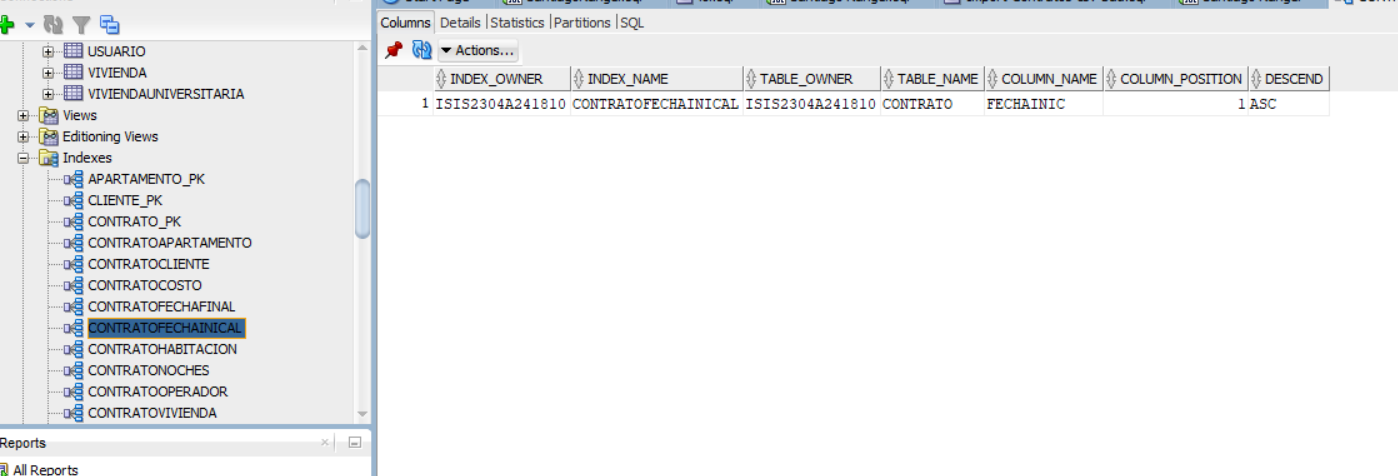 Columns Details |Statistics |Partitions |SQL
Actions...
INDEX_OWNER INDEX_NAME TABLE_OWNER TABLE_NAME COLUMN_NAME COLUMN_POSITION DESCEND
1 ISIS2304A241810 CONTRATOFECHAINICAL ISIS2304A241810 CONTRATO FECHAINIC 1 ASC
USUARIO
VIVIENDA
VIVIENDAUNIVERSITARIA
Views
Editioning Views
Indexes
APARTAMENTO_PK
CLIENTE_PK
CONTRATO_PK
CONTRATOAPARTAMENTO
CONTRATOCLIENTE
CONTRATOCOSTO
CONTRATOFECHAFINAL
CONTRATOFECHAINICAL
CONTRATOHABITACION
CONTRATONOCHES
CONTRATOOPERADOR
CONTRATOVIVIENDA
Reports
All Reports